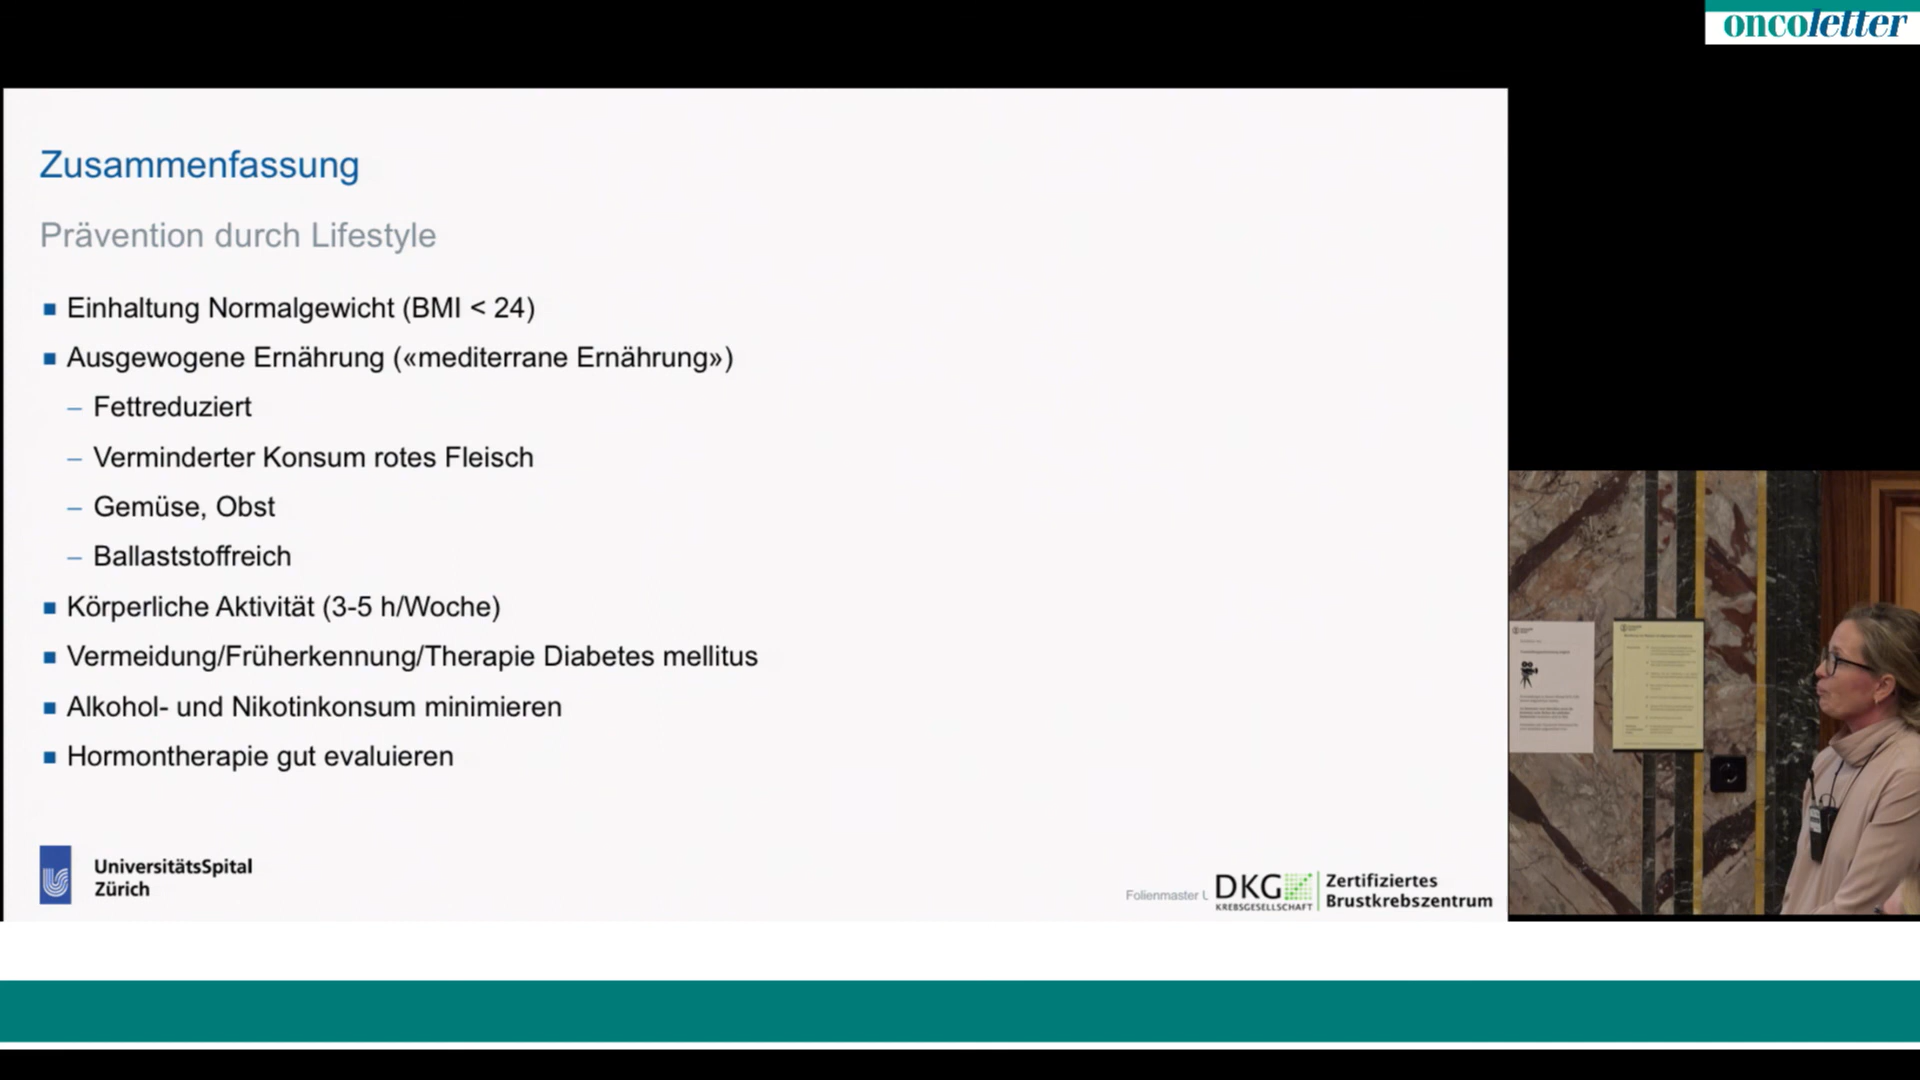 oncoletter
Zusammenfassung
Prävention durch Lifestyle
Einhaltung Normalgewicht (BMI < 24)
Ausgewogene Ernährung («mediterrane Ernährung»)
– Fettreduziert
– Verminderter Konsum rotes Fleisch
– Gemüse, Obst
– Ballaststoffreich
Körperliche Aktivität (3-5 h/Woche)
Vermeidung/Früherkennung/Therapie Diabetes mellitus
Alkohol- und Nikotinkonsum minimieren
Hormontherapie gut evaluieren
UniversitätsSpital
Zürich
Folienmaster
DKG
KREBSGESELLSCHAFT
Zertifiziertes
Brustkrebszentrum